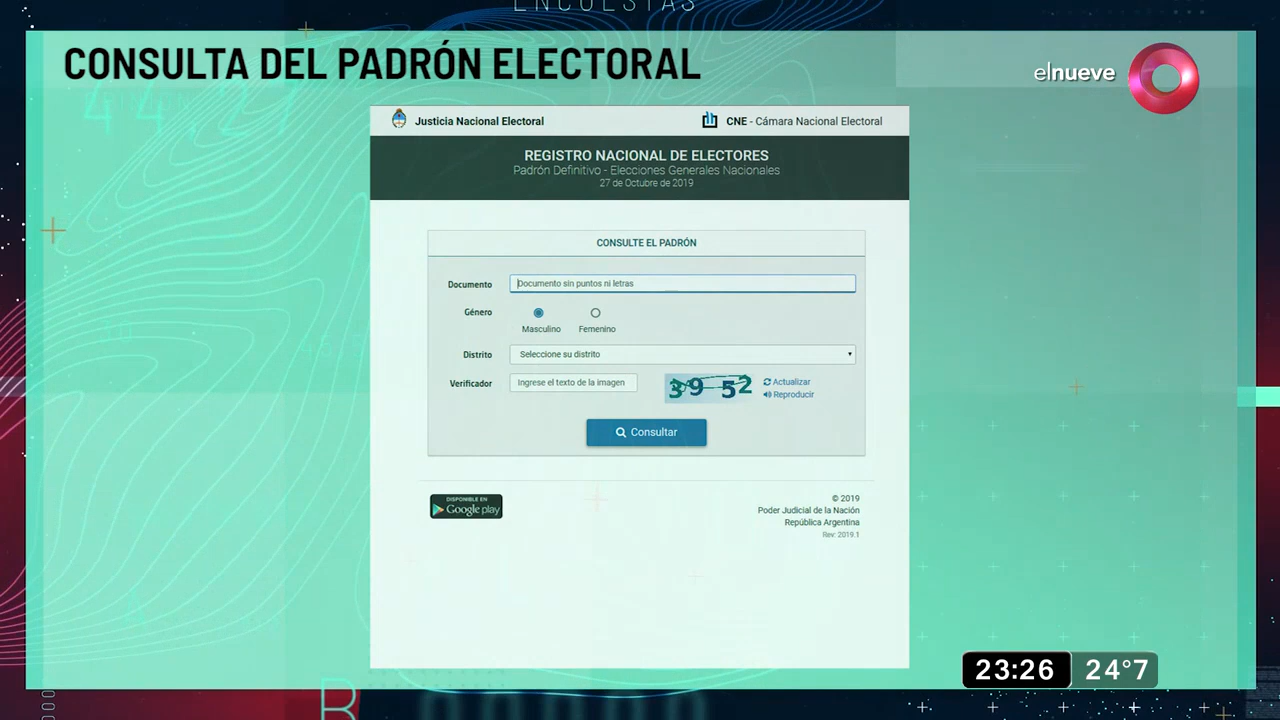 ENCUESTAS
CONSULTA DEL PADRÓN ELECTORAL
elnueve
Justicia Nacional Electoral
CNE - Cámara Nacional Electoral
REGISTRO NACIONAL DE ELECTORES
Padrón Definitivo - Elecciones Generales Nacionales
27 de Octubre de 2019
CONSULTE EL PADRÓN
Documento
Documento sin puntos ni letras
Género
Masculino
Femenino
Distrito
Seleccione su distrito
Verificador
Ingrese el texto de la imagen
3952
Actualizar
Reproducir
Consultar
DISPONIBLE EN
Google play
© 2019
Poder Judicial de la Nación
República Argentina
Rev: 2019.1
23:26
24°7